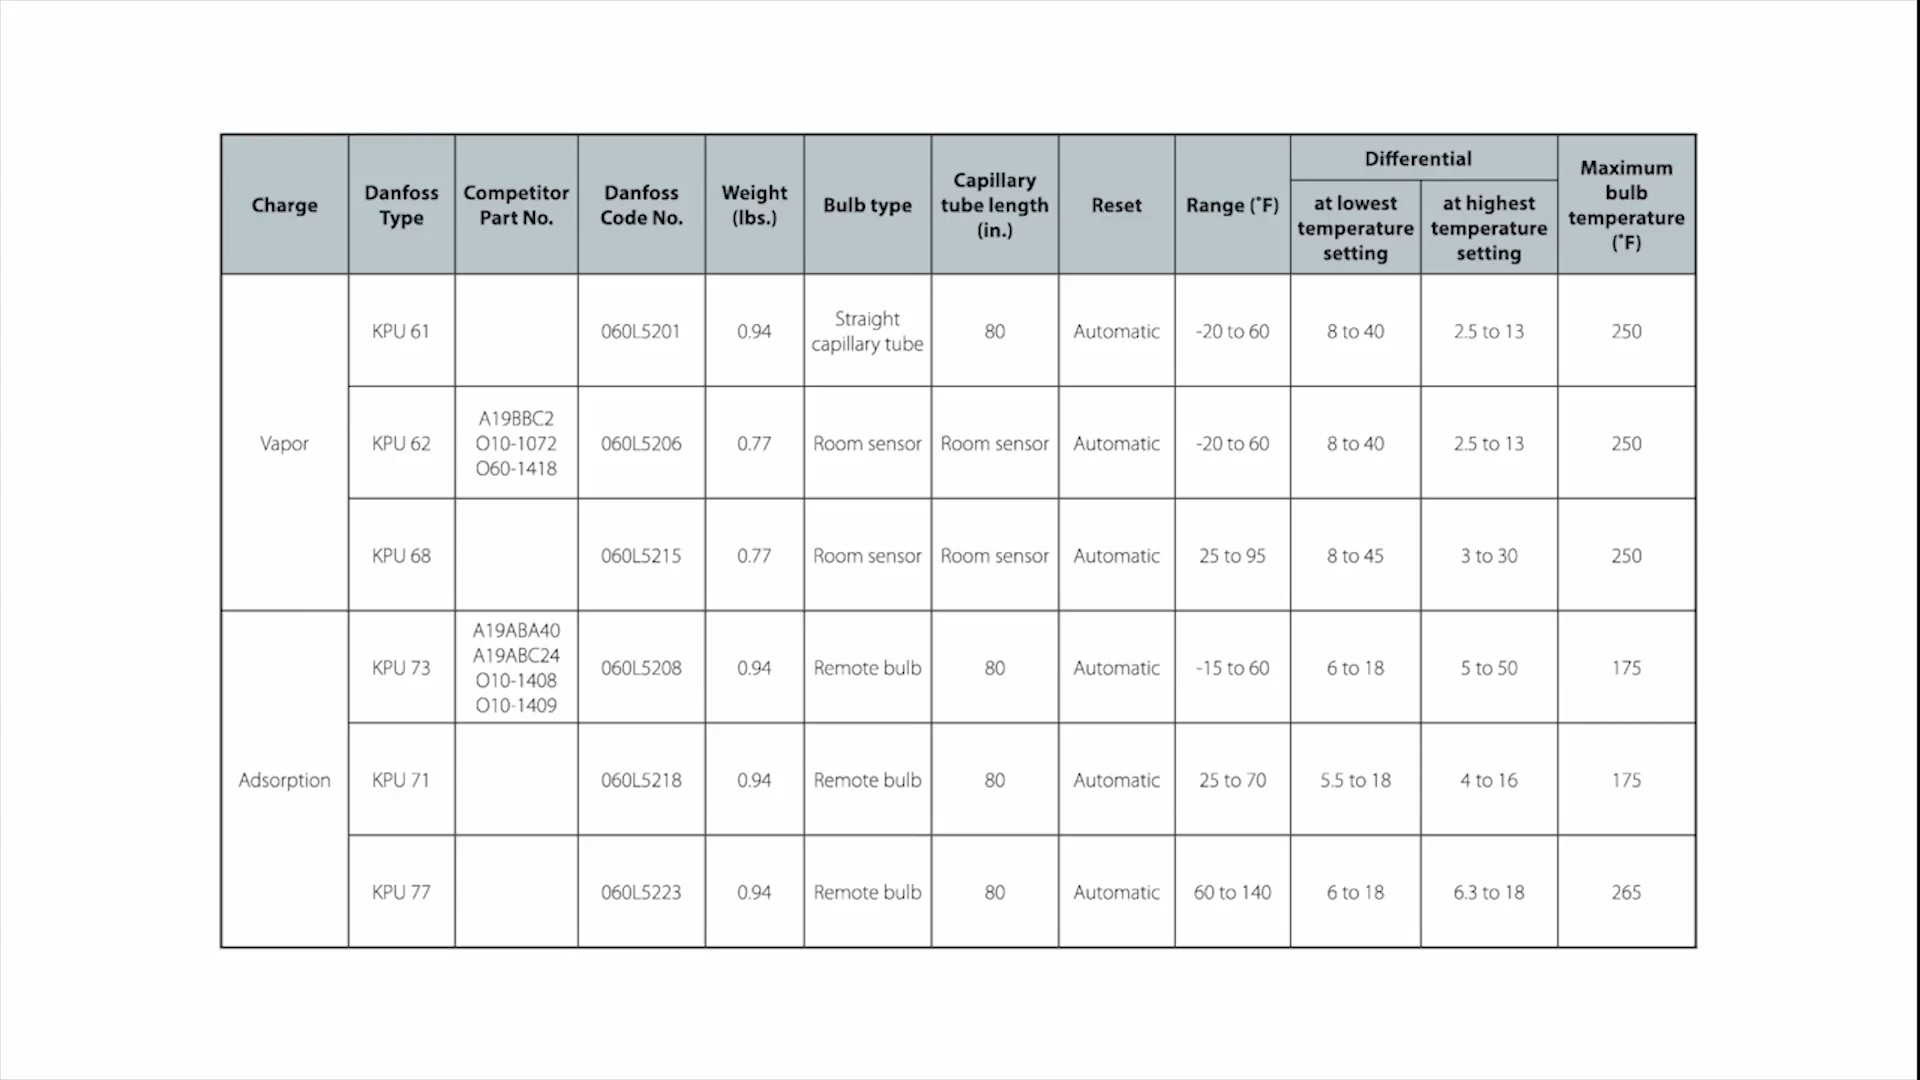 Charge
Danfoss
Type
Competitor
Part No.
Danfoss
Code No.
Weight
(lbs.)
Bulb type
Capillary
tube length
(in.)
Reset
Range (˚F)
Differential
at lowest
temperature
setting
at highest
temperature
setting
Maximum
bulb
temperature
(˚F)
Vapor
KPU 61
060L5201
0.94
Straight
capillary tube
80
Automatic
-20 to 60
8 to 40
2.5 to 13
250
KPU 62
A19BBC2
O10-1072
O60-1418
060L5206
0.77
Room sensor
Room sensor
Automatic
-20 to 60
8 to 40
2.5 to 13
250
KPU 68
060L5215
0.77
Room sensor
Room sensor
Automatic
25 to 95
8 to 45
3 to 30
250
Adsorption
KPU 73
A19ABA40
A19ABC24
O10-1408
O10-1409
060L5208
0.94
Remote bulb
80
Automatic
-15 to 60
6 to 18
5 to 50
175
KPU 71
060L5218
0.94
Remote bulb
80
Automatic
25 to 70
5.5 to 18
4 to 16
175
KPU 77
060L5223
0.94
Remote bulb
80
Automatic
60 to 140
6 to 18
6.3 to 18
265